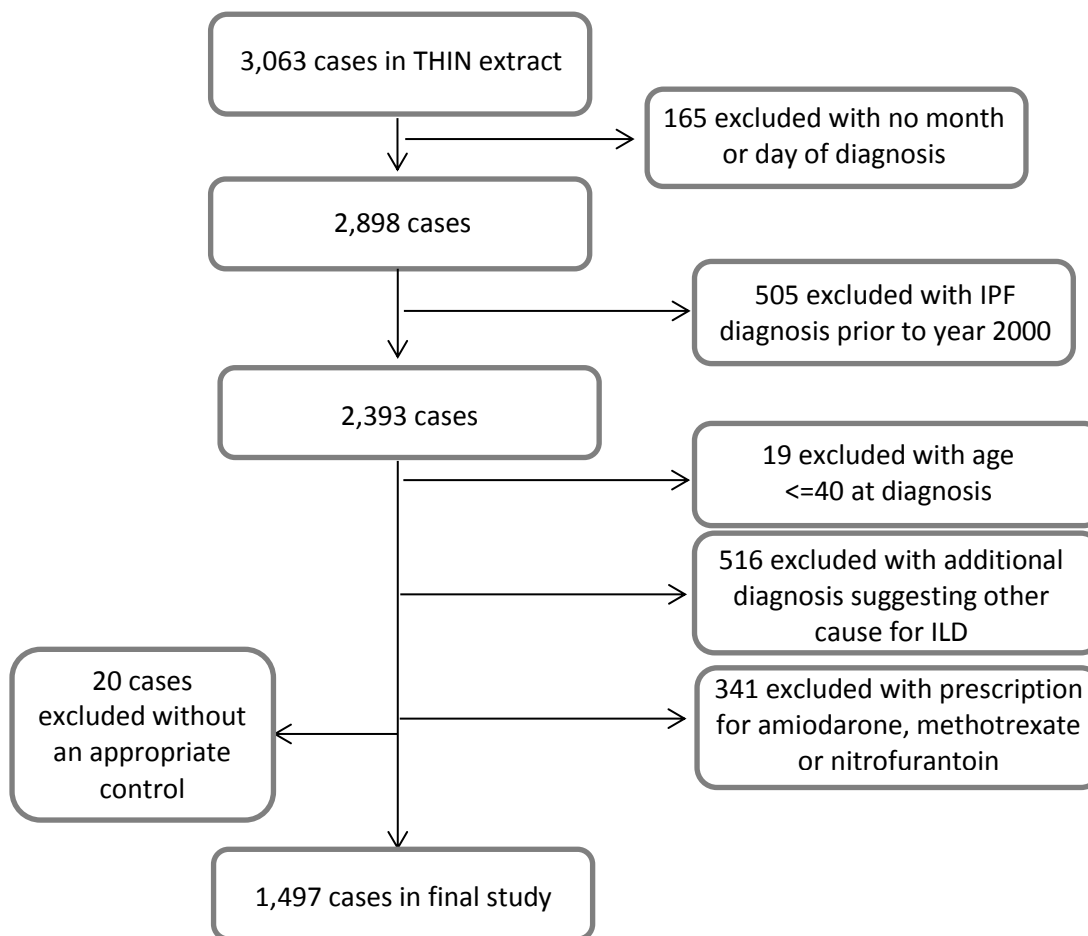 3,063 cases in THIN extract
165 excluded with no month
or day of diagnosis
2,898 cases
505 excluded with IPF
diagnosis prior to year 2000
2,393 cases
19 excluded with age
<=40 at diagnosis
516 excluded with additional
diagnosis suggesting other
cause for ILD
20 cases
excluded without
an appropriate
control
341 excluded with prescription
for amiodarone, methotrexate
or nitrofurantoin
1,497 cases in final study